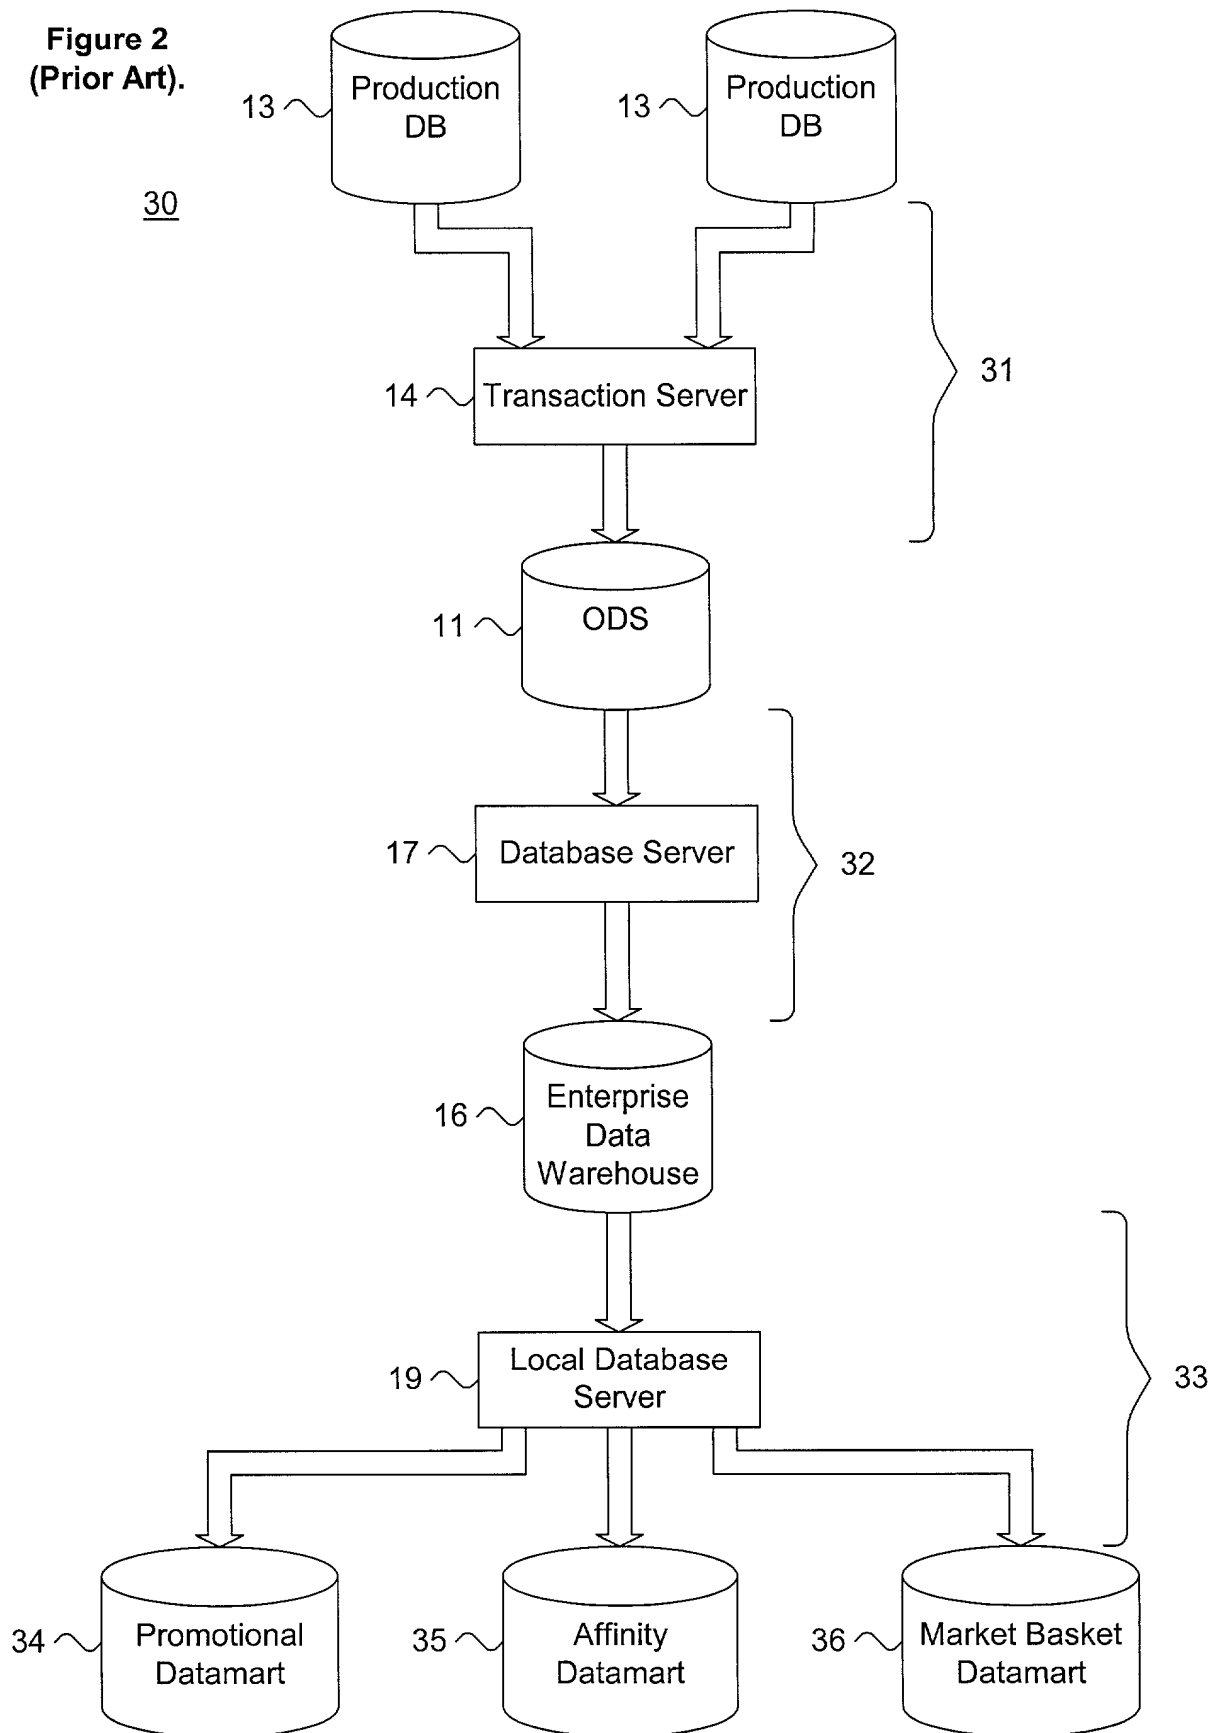 Figure 2
(Prior Art).
30
13
Production
DB
13
Production
DB
31
14
Transaction Server
11
ODS
32
17
Database Server
16
Enterprise
Data
Warehouse
33
19
Local Database
Server
34
Promotional
Datamart
35
Affinity
Datamart
36
Market Basket
Datamart